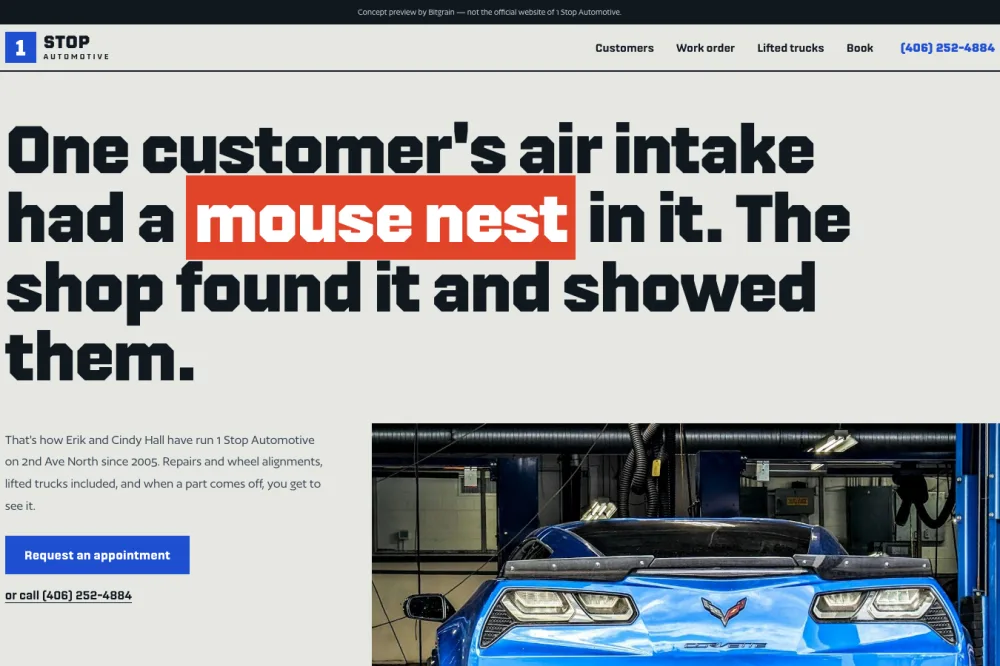 Concept preview by Bitgrain — not the official website of 1 Stop Automotive.
1 STOP
AUTOMOTIVE
Customers
Work order
Lifted trucks
Book
(406) 252-4884
One customer's air intake
had a mouse nest in it. The
shop found it and showed
them.
That's how Erik and Cindy Hall have run 1 Stop Automotive
on 2nd Ave North since 2005. Repairs and wheel alignments,
lifted trucks included, and when a part comes off, you get to
see it.
Request an appointment
or call (406) 252-4884